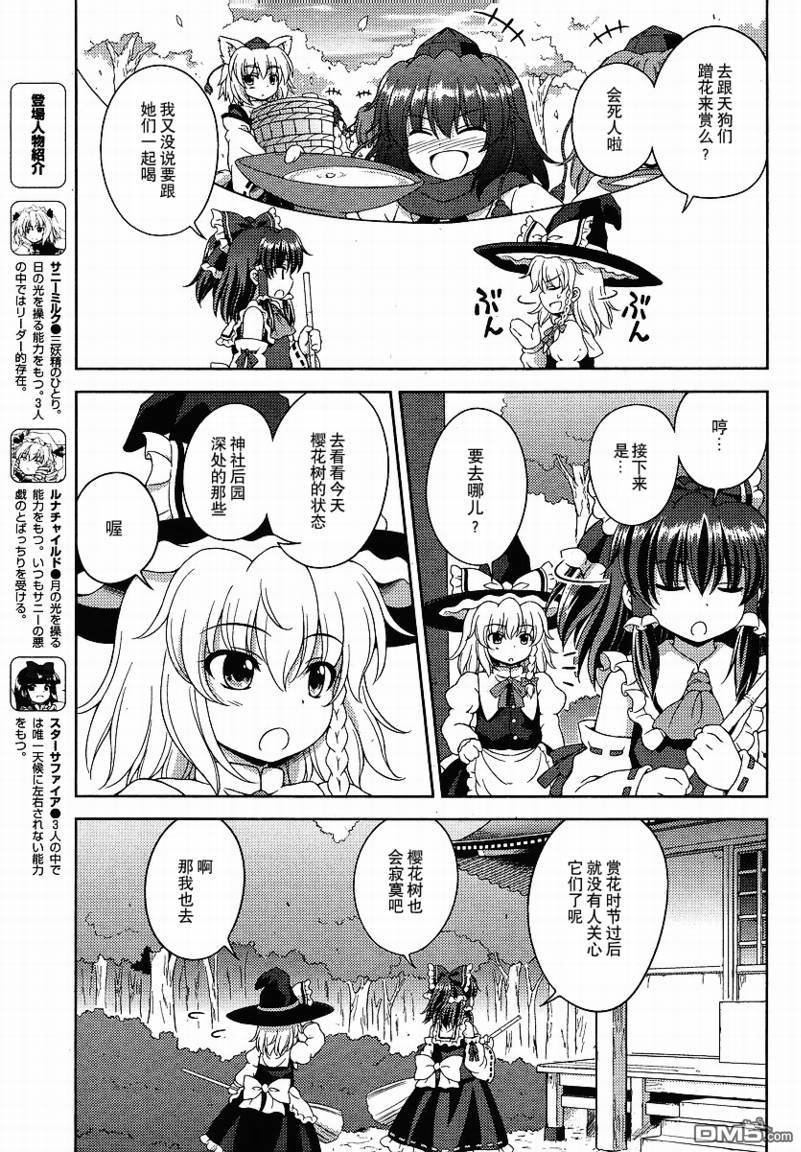 去跟天狗们
蹭花来赏么？
会死人啦
我又没说要跟
她们一起喝
ぷん
ぷん
哼…
接下来
是…
要去哪儿？
去看看今天
樱花树的状态
神社后园
深处的那些
喔
赏花时节过后
就没有人关心
它们了呢
樱花树也
会寂寞吧
啊
那我也去
登場人物紹介
サニーミルク●三妖精のひとり。
日の光を操る能力をもつ。3人
の中ではリーダー的存在。
ルナチャイルド●月の光を操る
能力をもつ。いつもサニーの悪
戯のとばっちりを受ける。
スターサファイア●3人の中で
は唯一天候に左右されない能力
をもつ。
DM5.com